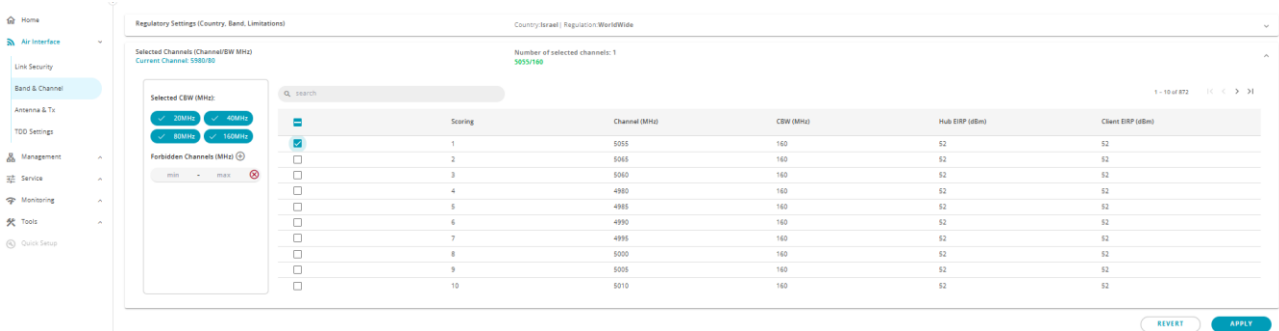 Home
Air Interface
Link Security
Band & Channel
Antenna & Tx
TDD Settings
Management
Service
Monitoring
Tools
Quick Setup
Regulatory Settings (Country, Band, Limitations) Country:Israel | Regulation:WorldWide
Selected Channels (Channel/BW MHz) Number of selected channels: 1
Current Channel: 5980/80 5055/160
Selected CBW (MHz):
20MHz 40MHz
80MHz 160MHz
Forbidden Channels (MHz)
min - max
search 1 – 10 of 872
Scoring Channel (MHz) CBW (MHz) Hub EiRP (dBm) Client EiRP (dBm)
1 5055 160 52 52
2 5065 160 52 52
3 5060 160 52 52
4 4980 160 52 52
5 4985 160 52 52
6 4990 160 52 52
7 4995 160 52 52
8 5000 160 52 52
9 5005 160 52 52
10 5010 160 52 52
REVERT APPLY